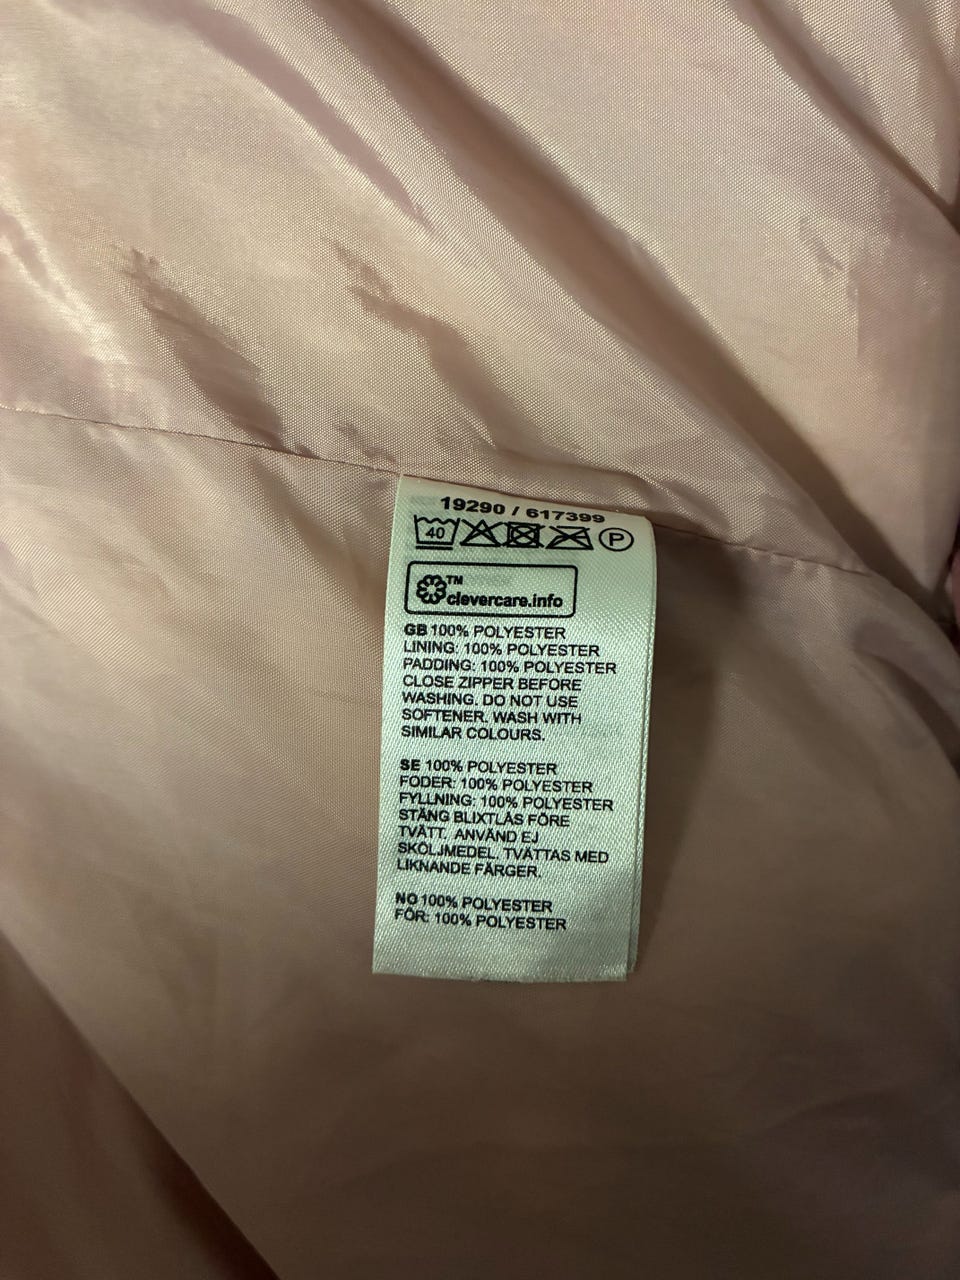 19290 / 617399
40 P
TM
clevercare.info
GB 100% POLYESTER
LINING: 100% POLYESTER
PADDING: 100% POLYESTER
CLOSE ZIPPER BEFORE
WASHING. DO NOT USE
SOFTENER. WASH WITH
SIMILAR COLOURS.
SE 100% POLYESTER
FODER: 100% POLYESTER
FYLLNING: 100% POLYESTER
STÄNG BLIXTLÅS FÖRE
TVÄTT. ANVÄND EJ
SKÖLJMEDEL. TVÄTTAS MED
LIKNANDE FÄRGER.
NO 100% POLYESTER
FÔR: 100% POLYESTER